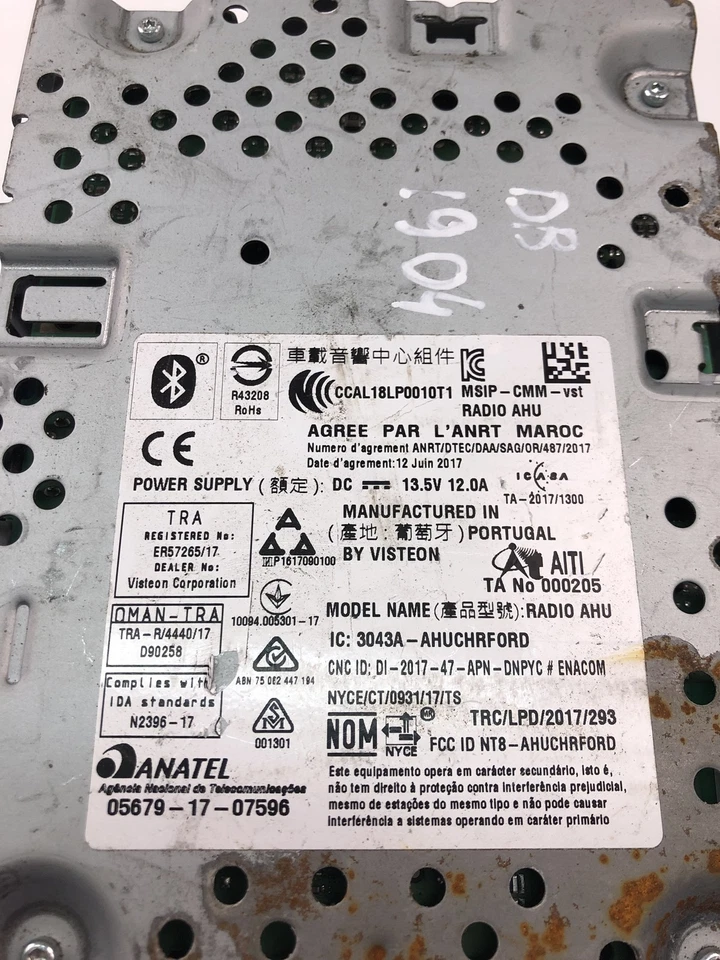 DB
1904
®
R43208
RoHs
車載音響中心組件
CCAL18LP0010T1 MSIP-CMM-vst
RADIO AHU
AGREE PAR L'ANRT MAROC
Numero d'agrement ANRT/DTEC/DAA/SAG/OR/487/2017
Date d'agrement:12 Juin 2017
CE
POWER SUPPLY (額定): DC 13.5V 12.0A
ICASA
TA-2017/1300
TRA
REGISTERED No:
ER57265/17
DEALER No:
Visteon Corporation
P1617090100
MANUFACTURED IN
(產地: 葡萄牙) PORTUGAL
BY VISTEON
AITI
TA No 000205
10094.005301-17
MODEL NAME(產品型號):RADIO AHU
OMAN-TRA
TRA-R/4440/17
D90258
IC: 3043A-AHUCHRFORD
ABN 75 062 447 194
CNC ID: DI-2017-47-APN-DNPYC # ENACOM
Complies with
IDA standards
N2396-17
NYCE/CT/0931/17/TS
001301
NOM
NYCE
TRC/LPD/2017/293
FCC ID NT8-AHUCHRFORD
ANATEL
Agência Nacional de Telecomunicações
05679-17-07596
Este equipamento opera em carácter secundário, isto é,
não tem direito à proteção contra interferência prejudicial,
mesmo de estações do mesmo tipo e não pode causar
interferência a sistemas operando em caráter primário